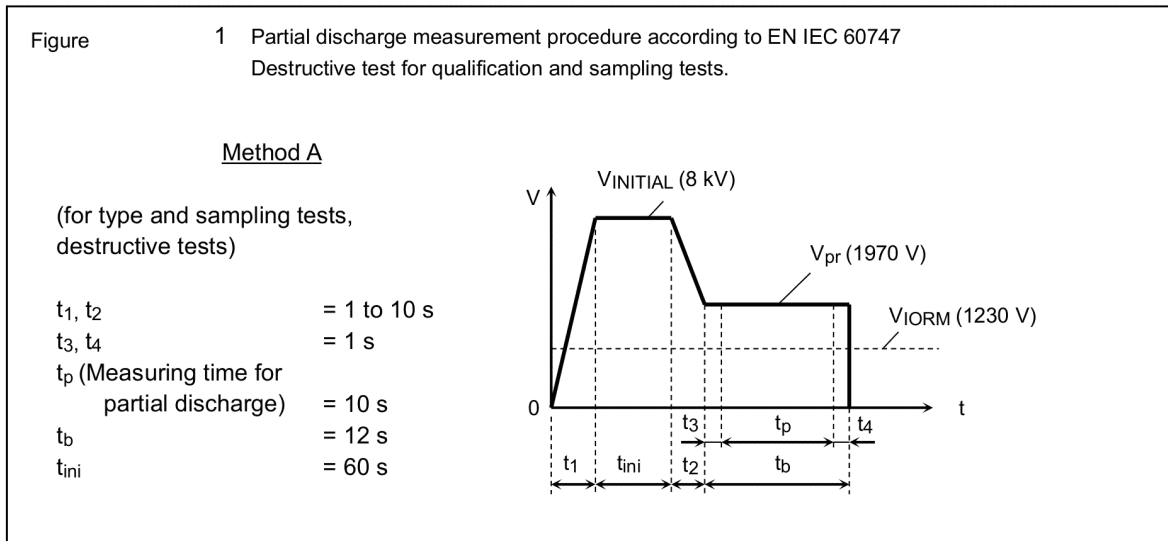 Figure 1 Partial discharge measurement procedure according to EN IEC 60747
Destructive test for qualification and sampling tests.
Method A
(for type and sampling tests,
destructive tests)
t1, t2 = 1 to 10 s
t3, t4 = 1 s
tp (Measuring time for
partial discharge) = 10 s
tb = 12 s
tini = 60 s
VINITIAL (8 kV)
V
Vpr (1970 V)
VIORM (1230 V)
0
t
t3 tp t4
t1 tini t2 tb